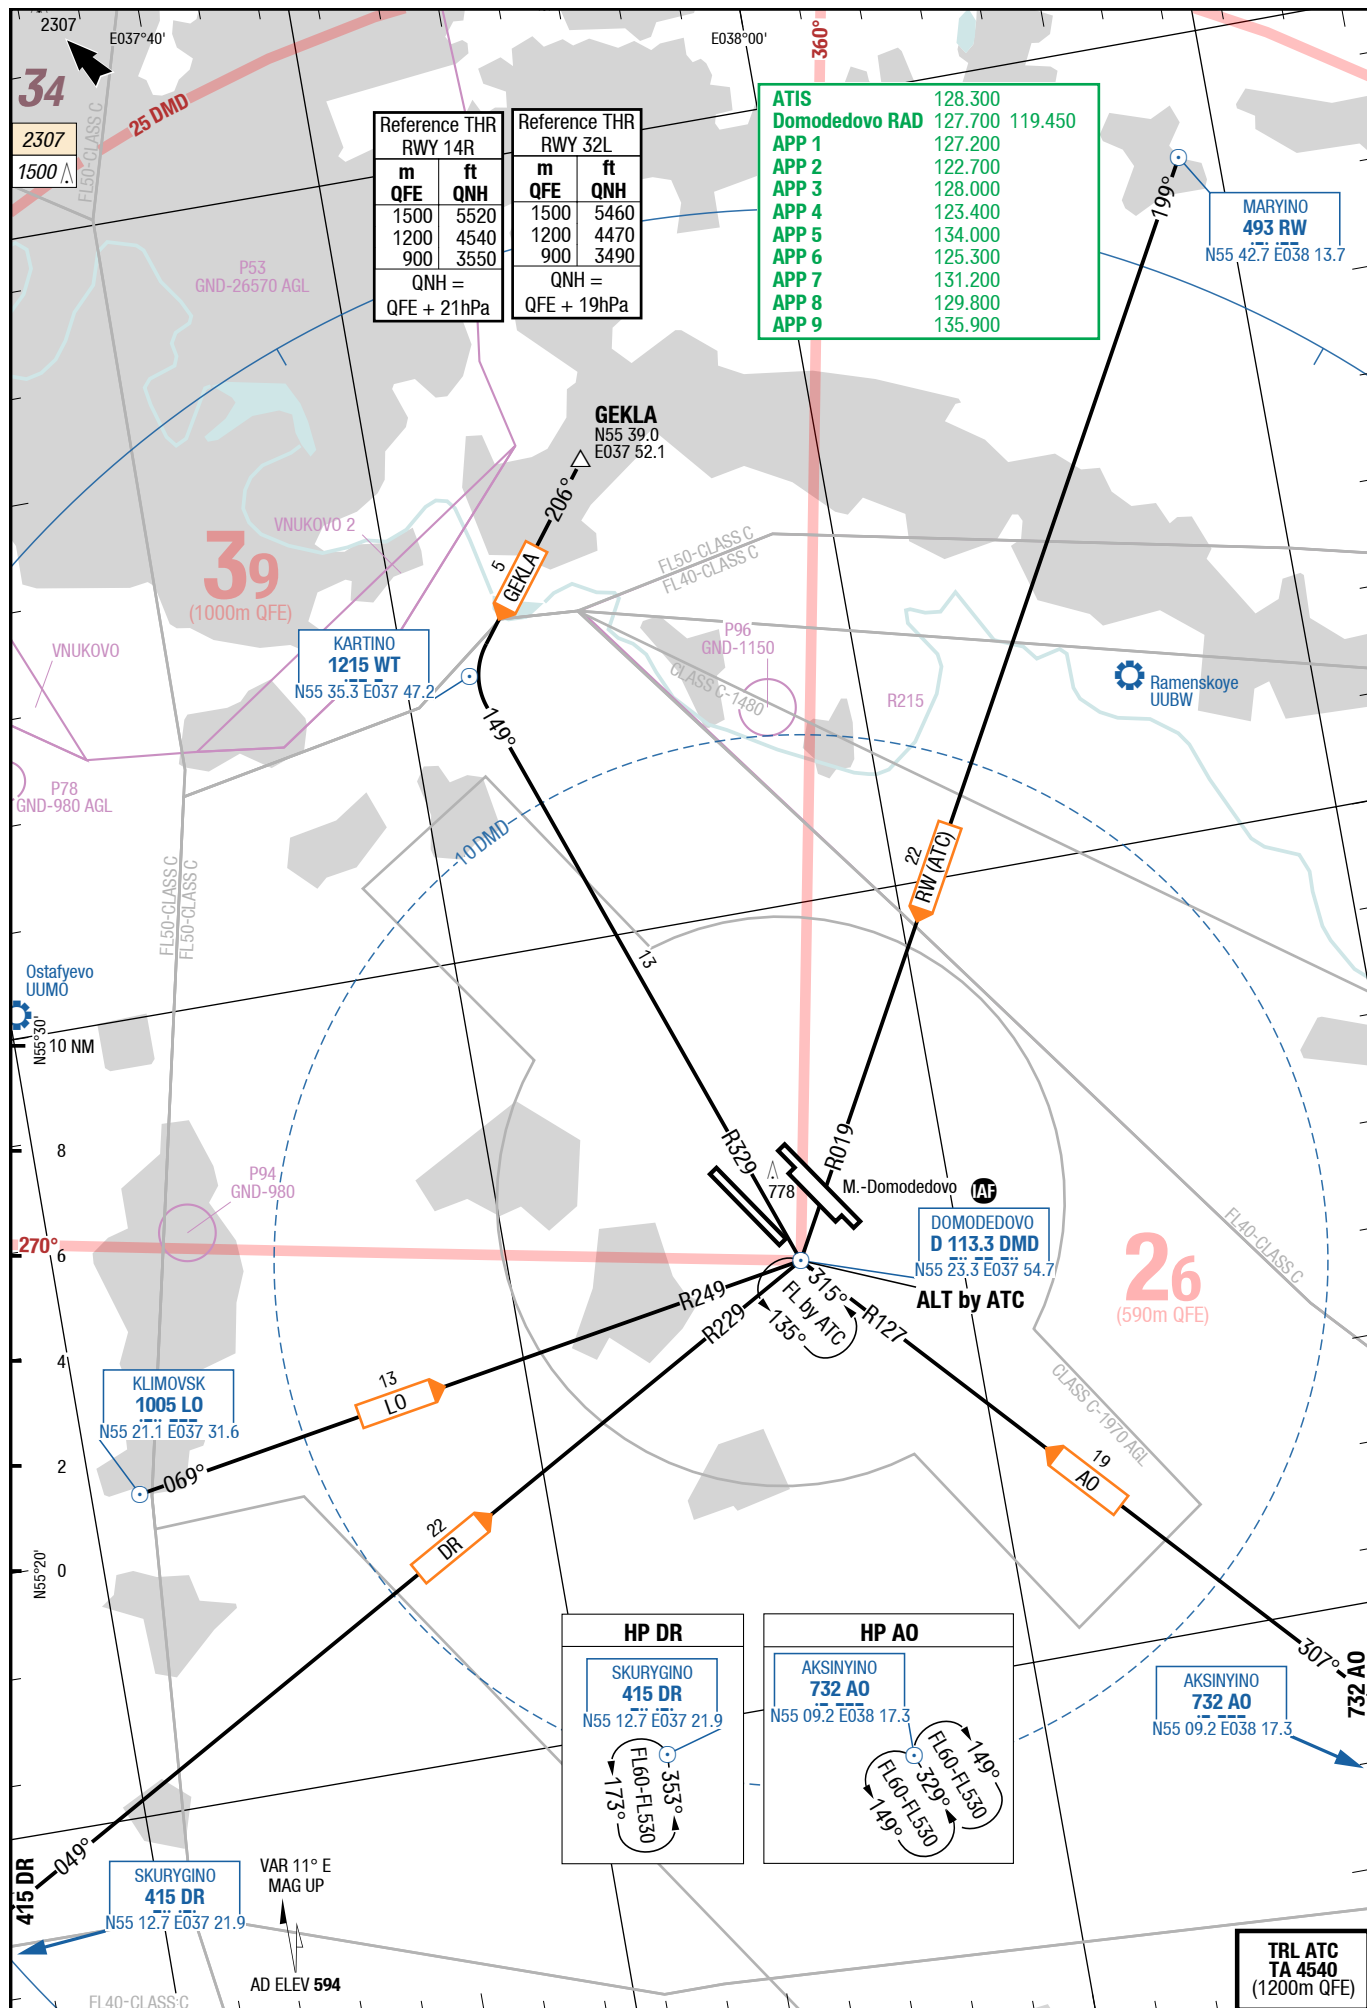 2307
E037°40'
E038°00'
360°
34
25 DMD
2307
1500
FL50-CLASS C
Reference THR
RWY 14R
m ft
QFE QNH
1500 5520
1200 4540
900 3550
QNH =
QFE + 21hPa
Reference THR
RWY 32L
m ft
QFE QNH
1500 5460
1200 4470
900 3490
QNH =
QFE + 19hPa
ATIS 128.300
Domodedovo RAD 127.700 119.450
APP 1 127.200
APP 2 122.700
APP 3 128.000
APP 4 123.400
APP 5 134.000
APP 6 125.300
APP 7 131.200
APP 8 129.800
APP 9 135.900
199°
MARYINO
493 RW
N55 42.7 E038 13.7
P53
GND-26570 AGL
GEKLA
N55 39.0
E037 52.1
206°
5
GEKLA
VNUKOVO 2
39
(1000m QFE)
FL50-CLASS C
FL40-CLASS C
KARTINO
1215 WT
N55 35.3 E037 47.2
VNUKOVO
P96
GND-1150
CLASS C-1480
R215
Ramenskoye
UUBW
149°
P78
GND-980 AGL
10 DMD
22
RW (ATC)
FL50-CLASS C
FL50-CLASS C
13
Ostafyevo
UUMO
N55°30'
10 NM
8
R329
R019
778
M.-Domodedovo
IAF
P94
GND-980
DOMODEDOVO
D 113.3 DMD
N55 23.3 E037 54.7
FL40-CLASS C
270°
6
26
(590m QFE)
R249
R229
315°
FL by ATC
135°
R127
ALT by ATC
4
KLIMOVSK
1005 LO
N55 21.1 E037 31.6
13
LO
CLASS C-1970 AGL
2
069°
19
AO
22
DR
N55°20'
0
HP DR
SKURYGINO
415 DR
N55 12.7 E037 21.9
FL60-FL530
353°
173°
HP AO
AKSINYINO
732 AO
N55 09.2 E038 17.3
149°
FL60-FL530
329°
FL60-FL530
149°
307°
732 AO
AKSINYINO
732 AO
N55 09.2 E038 17.3
049°
415 DR
SKURYGINO
415 DR
N55 12.7 E037 21.9
VAR 11° E
MAG UP
AD ELEV 594
FL40-CLASS C
TRL ATC
TA 4540
(1200m QFE)